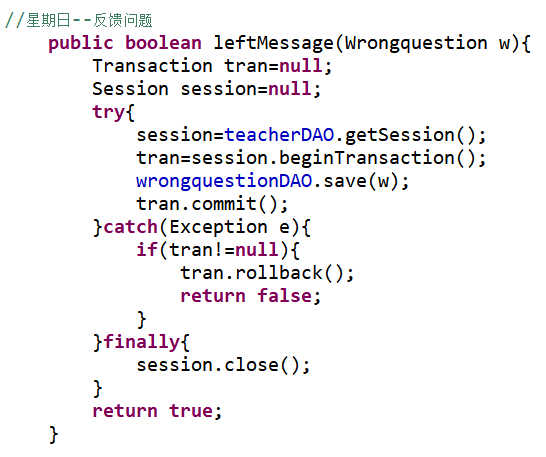 //星期日--反馈问题
    public boolean leftMessage(Wrongquestion w){
        Transaction tran=null;
        Session session=null;
        try{
            session=teacherDAO.getSession();
            tran=session.beginTransaction();
            wrongquestionDAO.save(w);
            tran.commit();
        }catch(Exception e){
            if(tran!=null){
                tran.rollback();
                return false;
            }
        }finally{
            session.close();
        }
        return true;
    }